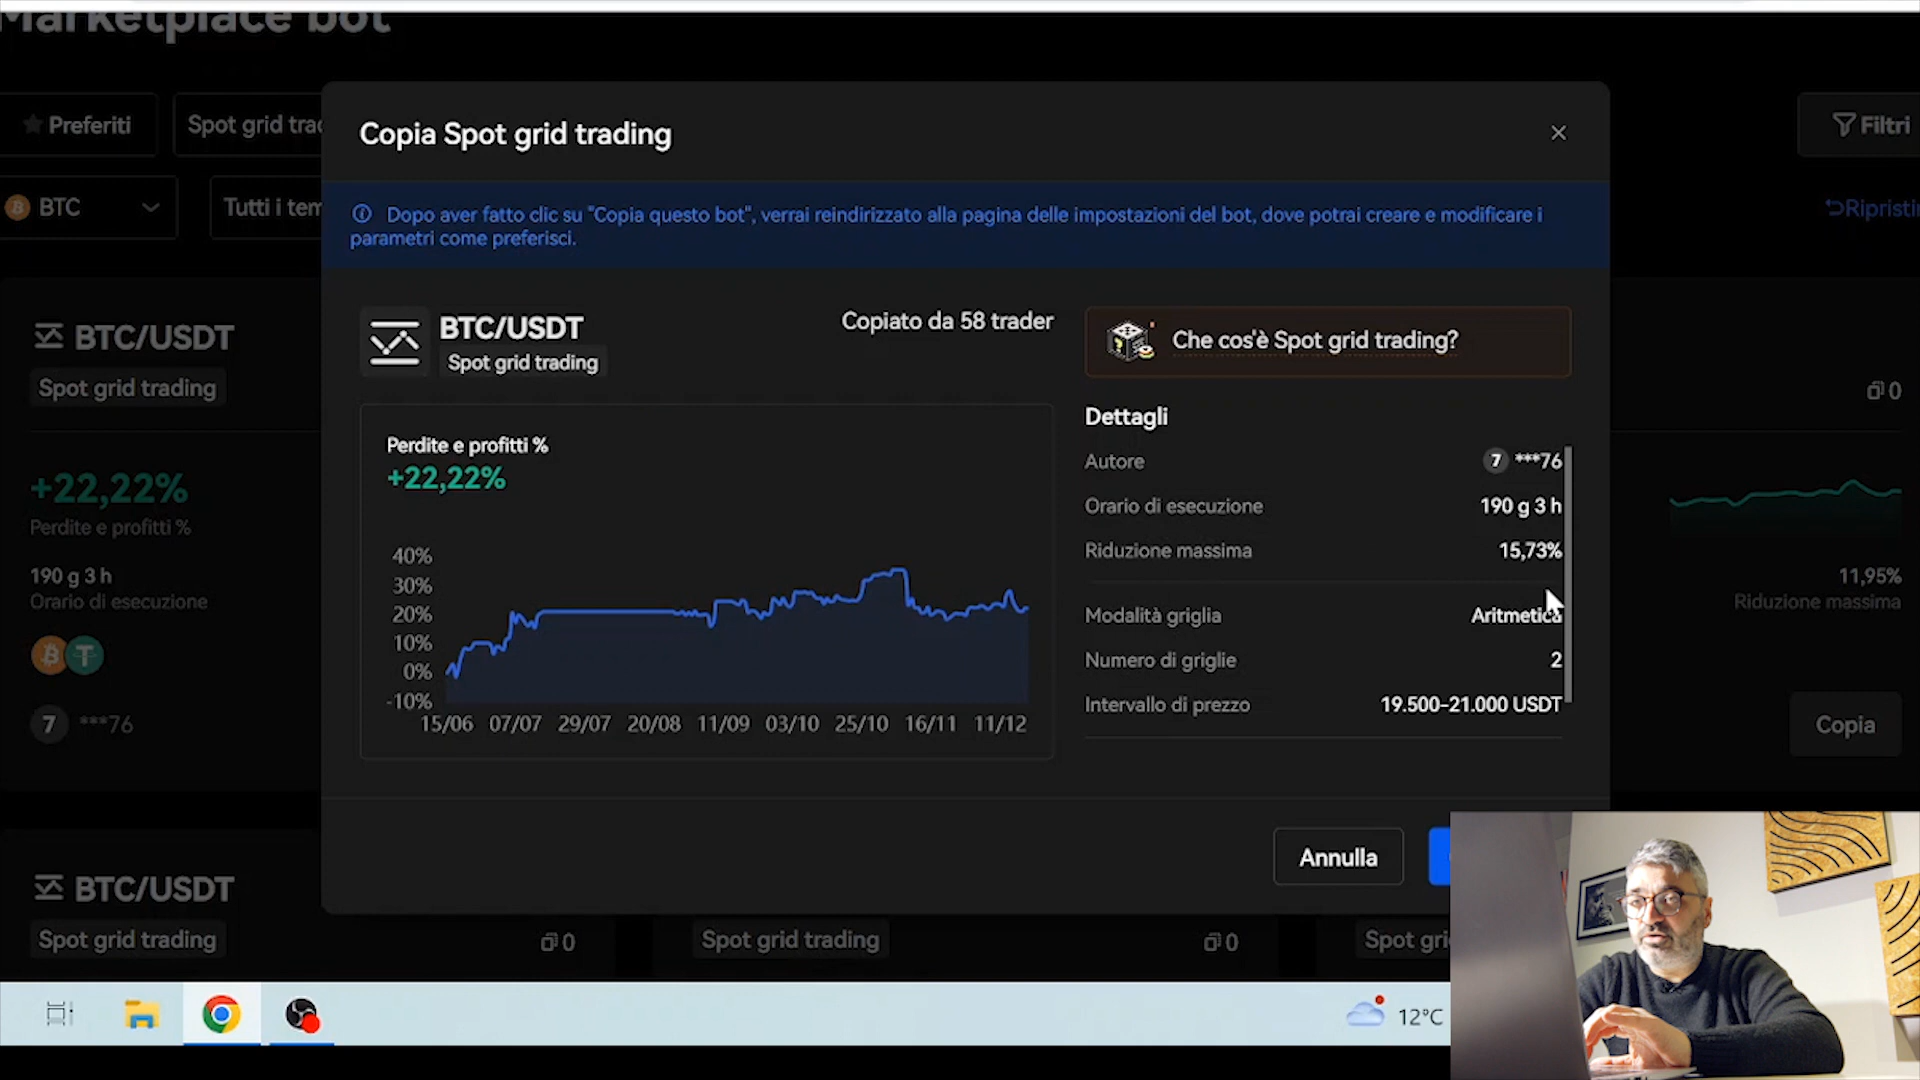 Marketplace bot
Preferiti
Spot grid
Filtri
BTC
Tutti i
Copia Spot grid trading
Dopo aver fatto clic su "Copia questo bot", verrai reindirizzato alla pagina delle impostazioni del bot, dove potrai creare e modificare i
parametri come preferisci.
BTC/USDT
Spot grid trading
0
+22,22%
Perdite e profitti %
190 g 3 h
Orario di esecuzione
7 ***76
BTC/USDT
Spot grid trading
Copiato da 58 trader
Perdite e profitti %
+22,22%
40%
30%
20%
10%
0%
-10%
15/06 07/07 29/07 20/08 11/09 03/10 25/10 16/11 11/12
Che cos'è Spot grid trading?
Dettagli
Autore 7 ***76
Orario di esecuzione 190 g 3 h
Riduzione massima 15,73%
Modalità griglia Aritmetica
Numero di griglie 2
Intervallo di prezzo 19.500-21.000 USDT
11,95%
Riduzione massima
Copia
Annulla
BTC/USDT
Spot grid trading
0
Spot grid trading
0
Spot
12°C